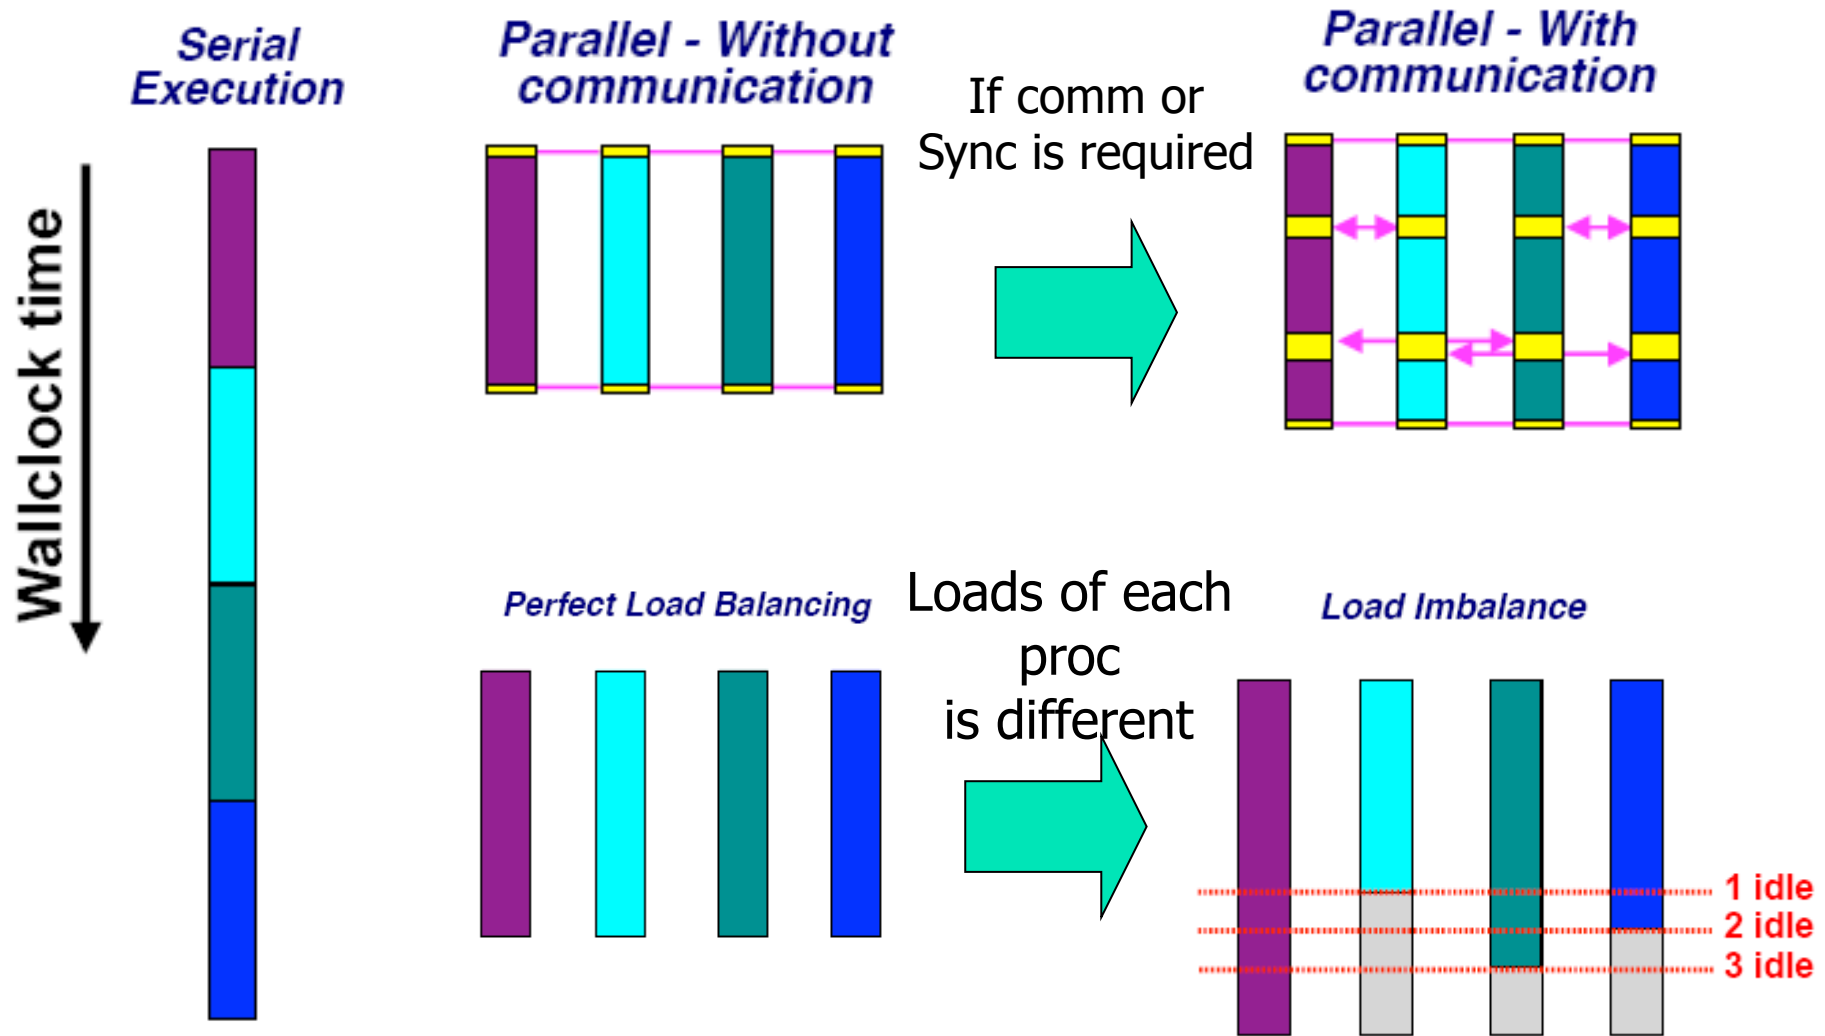 Serial
Execution
Parallel - Without
communication
If comm or
Sync is required
Parallel - With
communication
Wallclock time
Perfect Load Balancing
Loads of each
proc
is different
Load Imbalance
1 idle
2 idle
3 idle